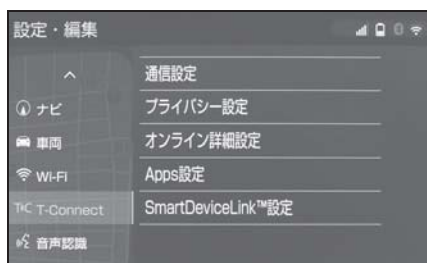 設定・編集
ナビ
車両
Wi-Fi
T-Connect
音声認識
通信設定
プライバシー設定
オンライン詳細設定
Apps設定
SmartDeviceLink™設定